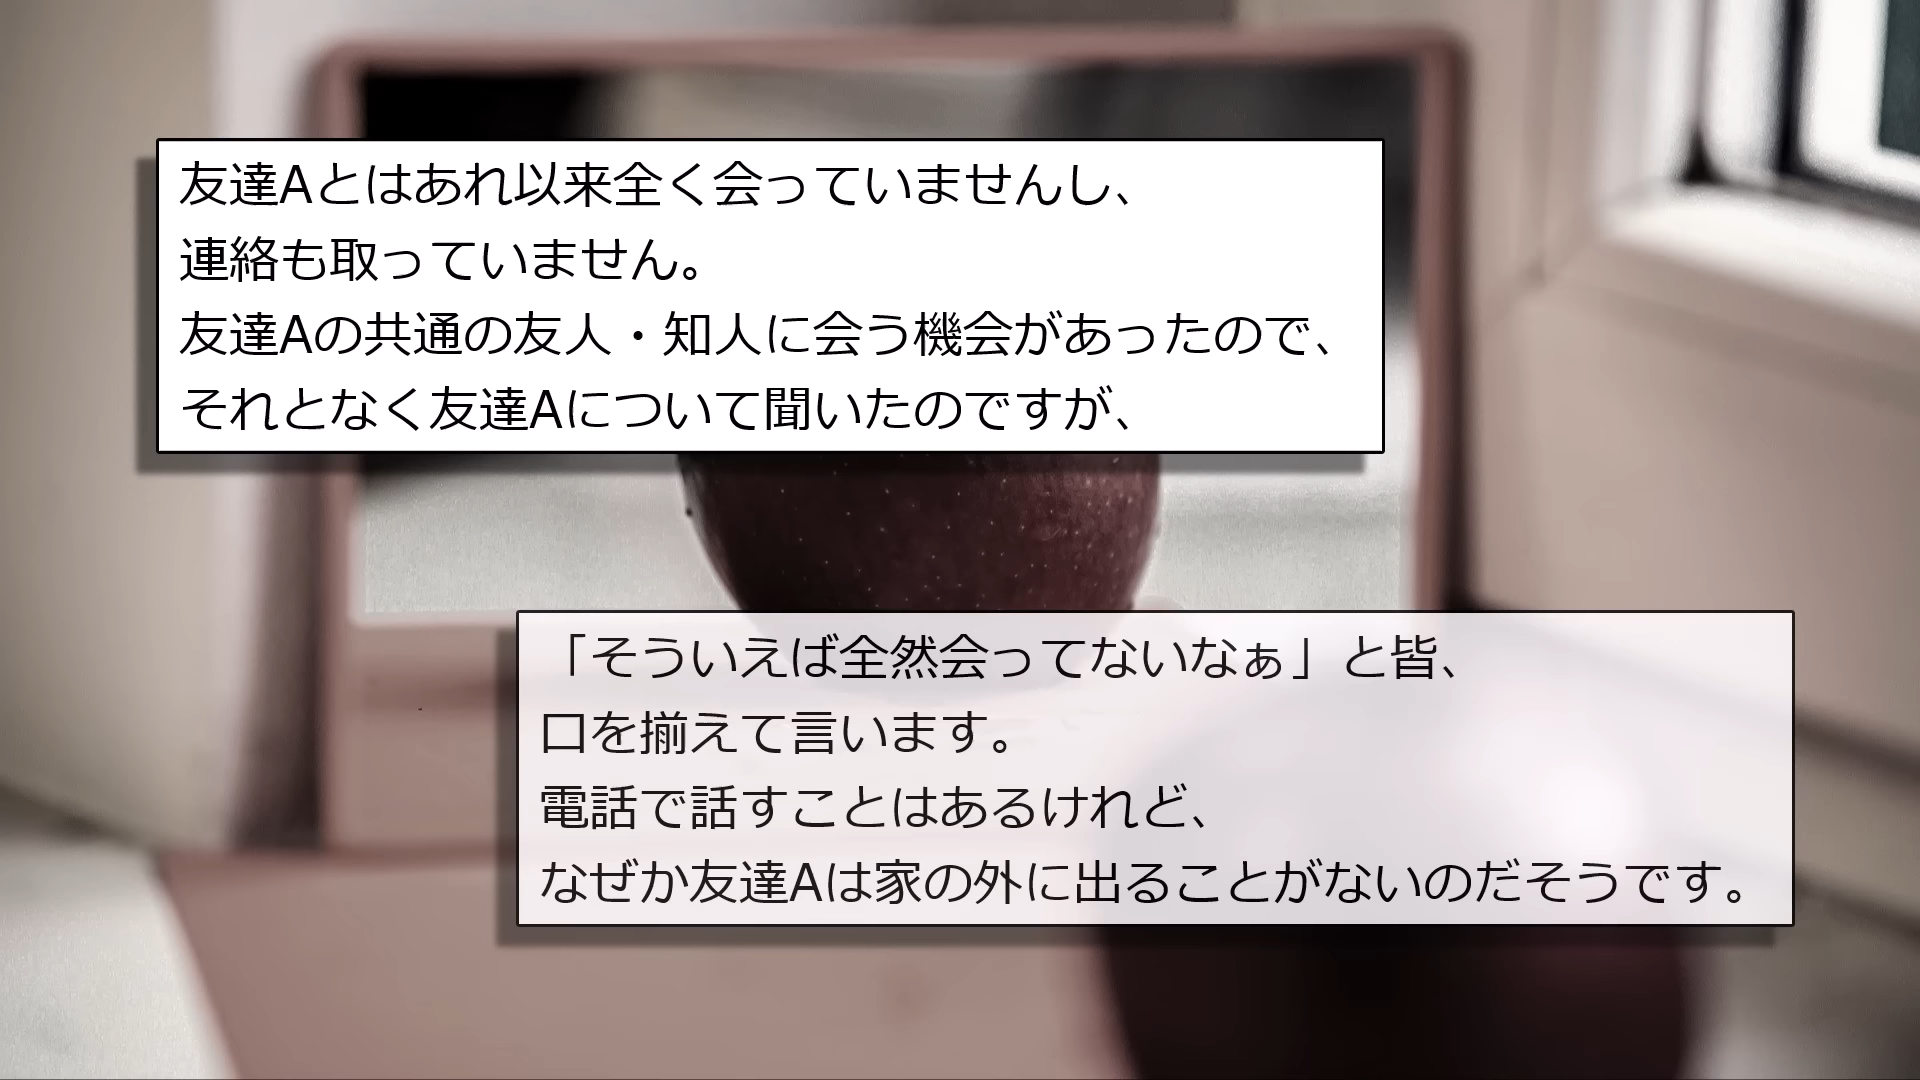 友達Aとはあれ以来全く会っていませんし、
連絡も取っていません。
友達Aの共通の友人・知人に会う機会があったので、
それとなく友達Aについて聞いたのですが、
「そういえば全然会ってないなぁ」と皆、
口を揃えて言います。
電話で話すことはあるけれど、
なぜか友達Aは家の外に出ることがないのだそうです。